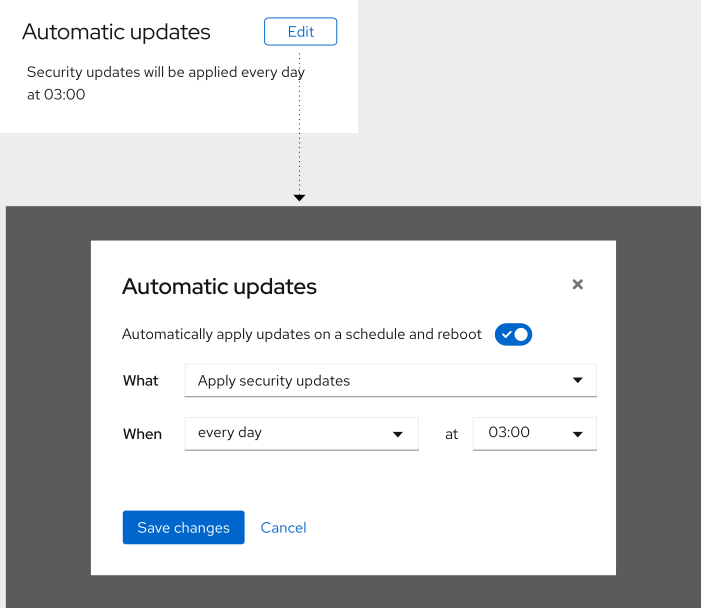 Automatic updates
Edit
Security updates will be applied every day
at 03:00
Automatic updates
Automatically apply updates on a schedule and reboot
What
Apply security updates
When
every day
at
03:00
Save changes
Cancel